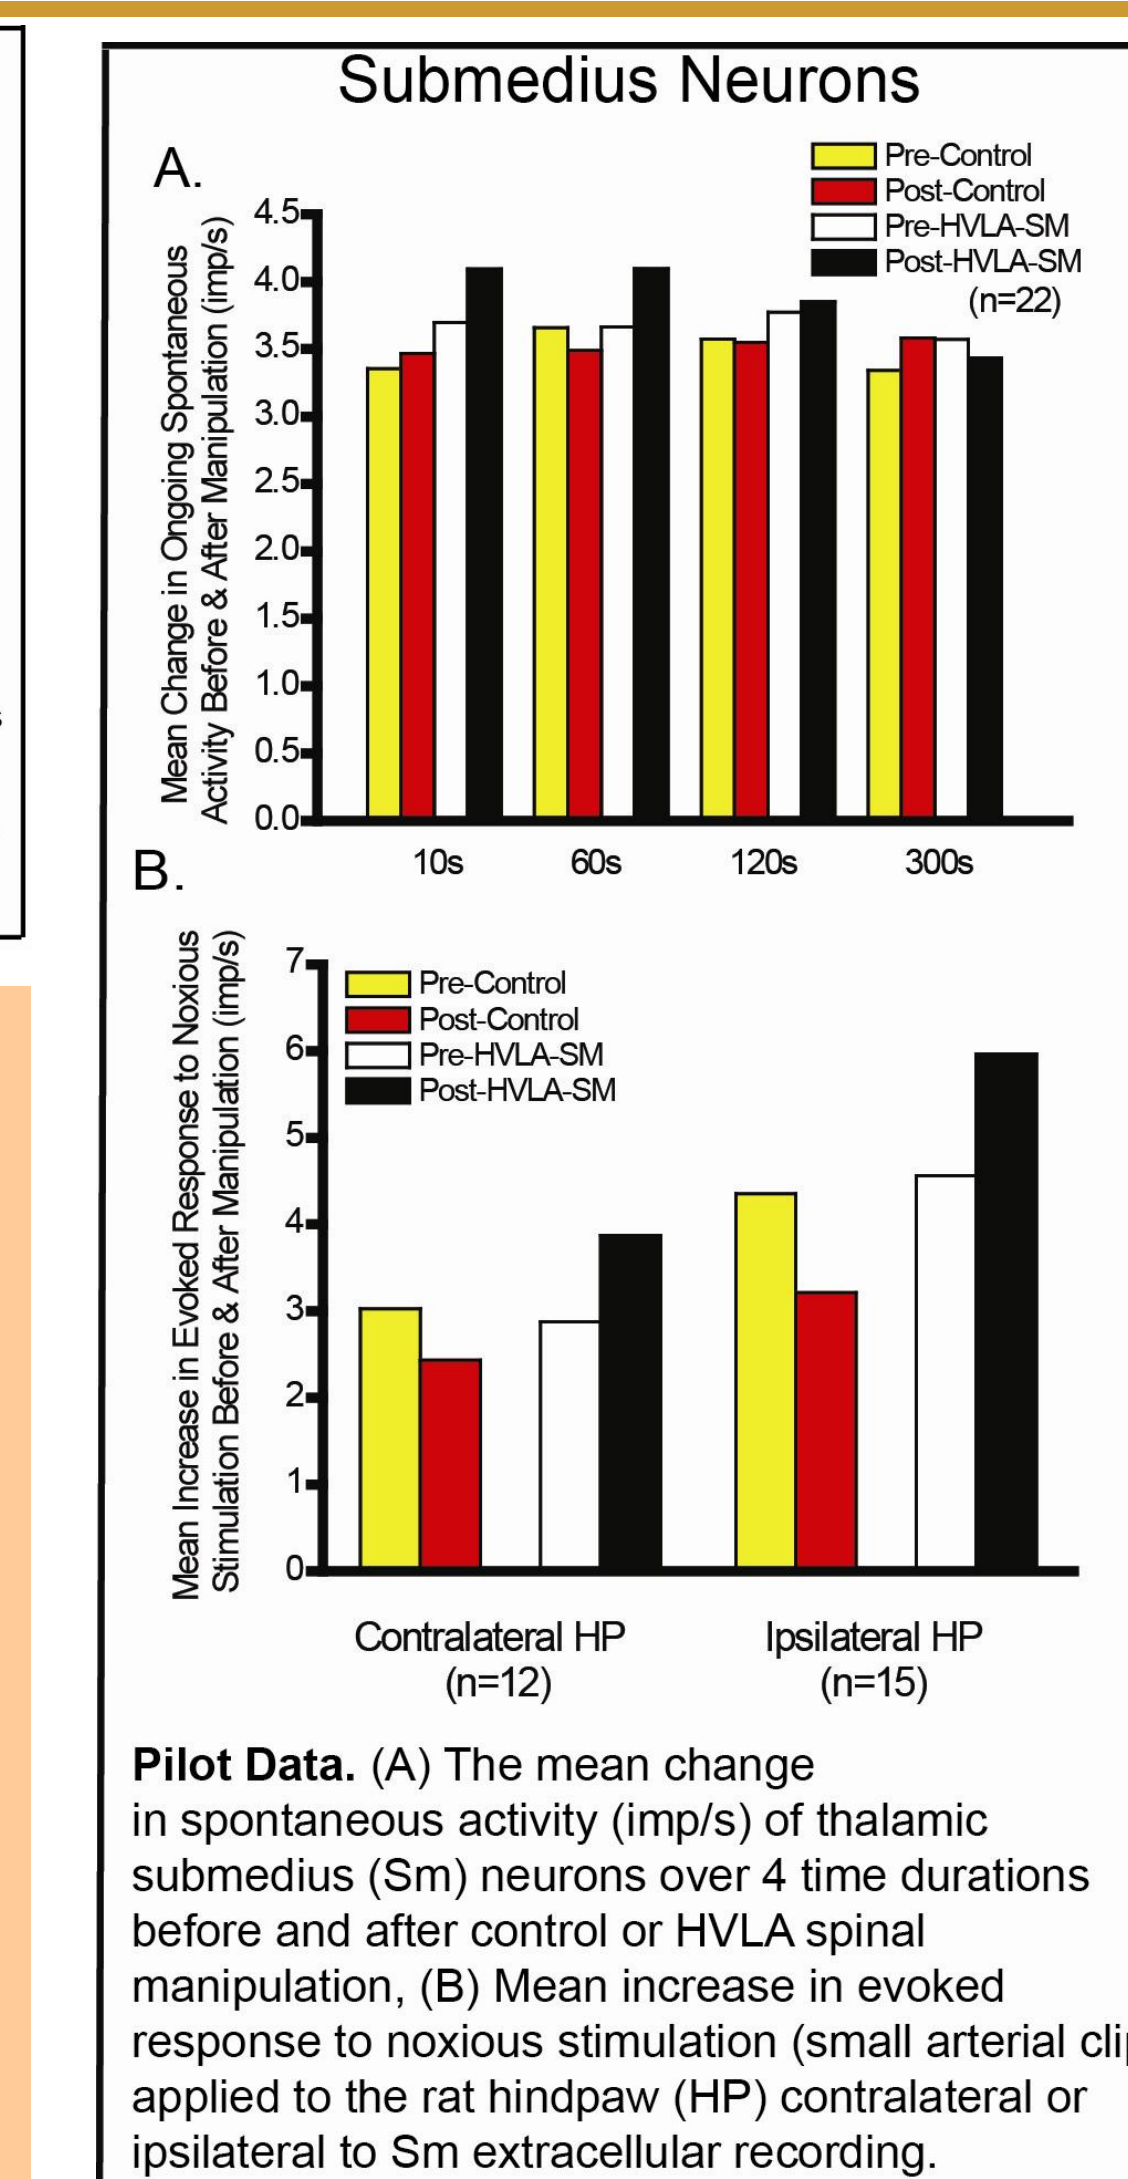 Submedius Neurons
A.
Pre-Control
Post-Control
Pre-HVLA-SM
Post-HVLA-SM
(n=22)
Mean Change in Ongoing Spontaneous
Activity Before & After Manipulation (imp/s)
4.5
4.0
3.5
3.0
2.5
2.0
1.5
1.0
0.5
0.0
10s 60s 120s 300s
B.
Mean Increase in Evoked Response to Noxious
Stimulation Before & After Manipulation (imp/s)
7
6
5
4
3
2
1
0
Pre-Control
Post-Control
Pre-HVLA-SM
Post-HVLA-SM
Contralateral HP Ipsilateral HP
(n=12) (n=15)
Pilot Data. (A) The mean change
in spontaneous activity (imp/s) of thalamic
submedius (Sm) neurons over 4 time durations
before and after control or HVLA spinal
manipulation, (B) Mean increase in evoked
response to noxious stimulation (small arterial
applied to the rat hindpaw (HP) contralateral or
ipsilateral to Sm extracellular recording.